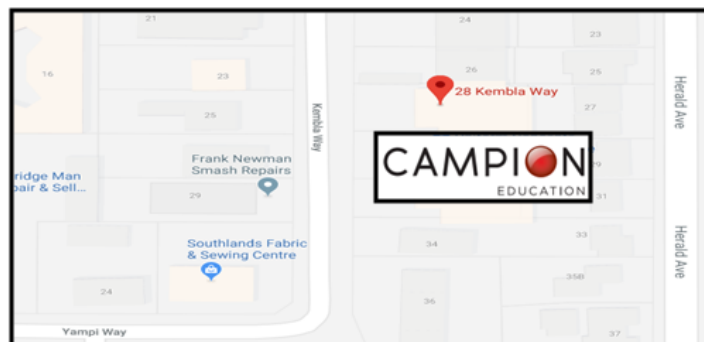 21
24
23
16
23
26
25
28 Kembla Way
27
25
Kembla Way
Herald Ave
Frank Newman
Smash Repairs
CAMPION
EDUCATION
29
ridge Man
pair & Sell...
29
31
Southlands Fabric
& Sewing Centre
34
33
Herald Ave
24
36
35B
Yampi Way
37